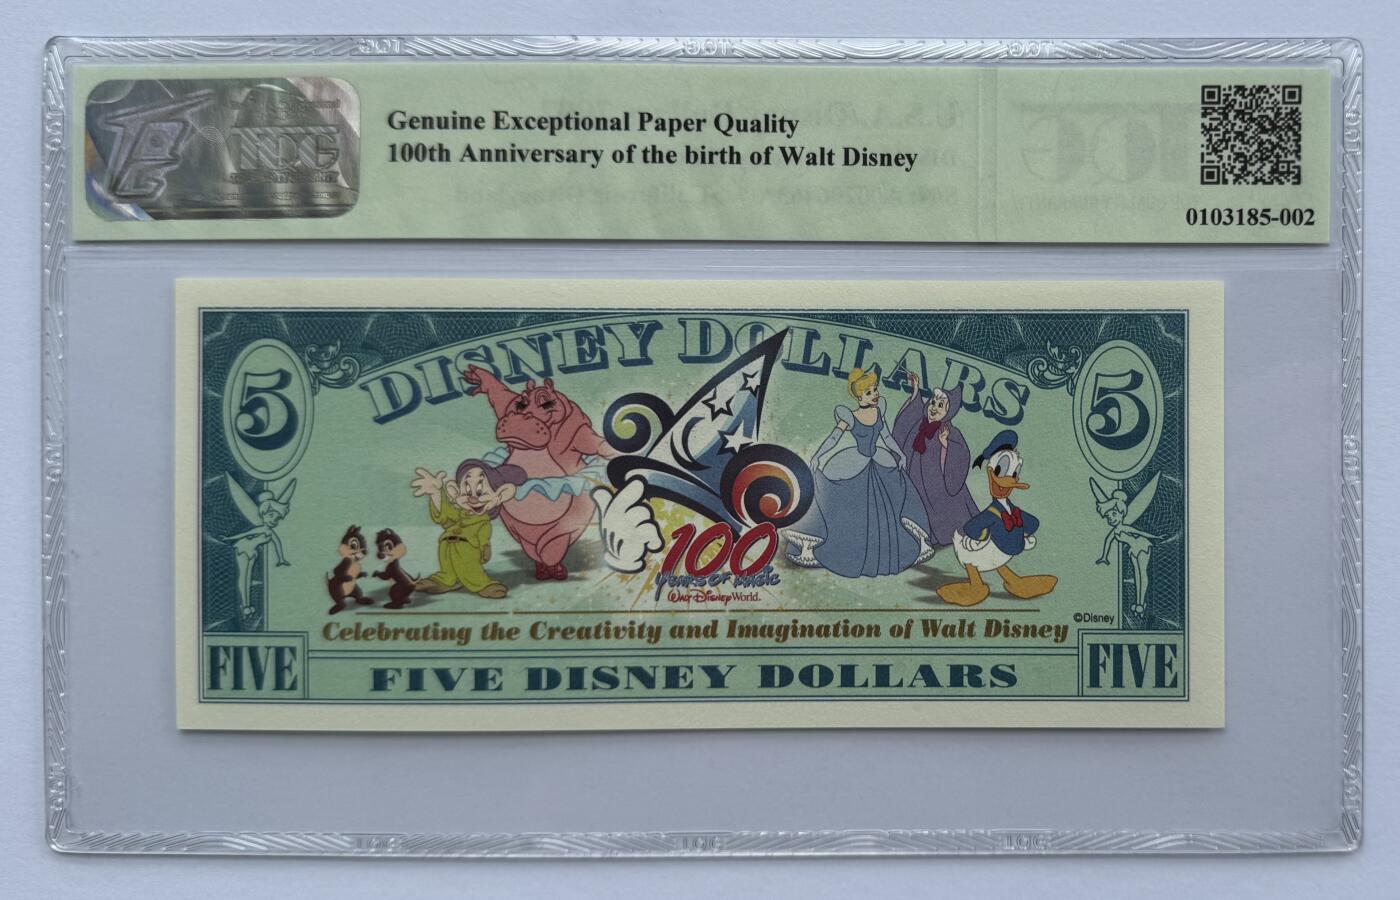 Genuine Exceptional Paper Quality
100th Anniversary of the birth of Walt Disney
0103185-002
DISNEY DOLLARS
5
5
100
YEARS OF MAGIC
Walt Disney World.
©Disney
Celebrating the Creativity and Imagination of Walt Disney
FIVE
FIVE DISNEY DOLLARS
FIVE